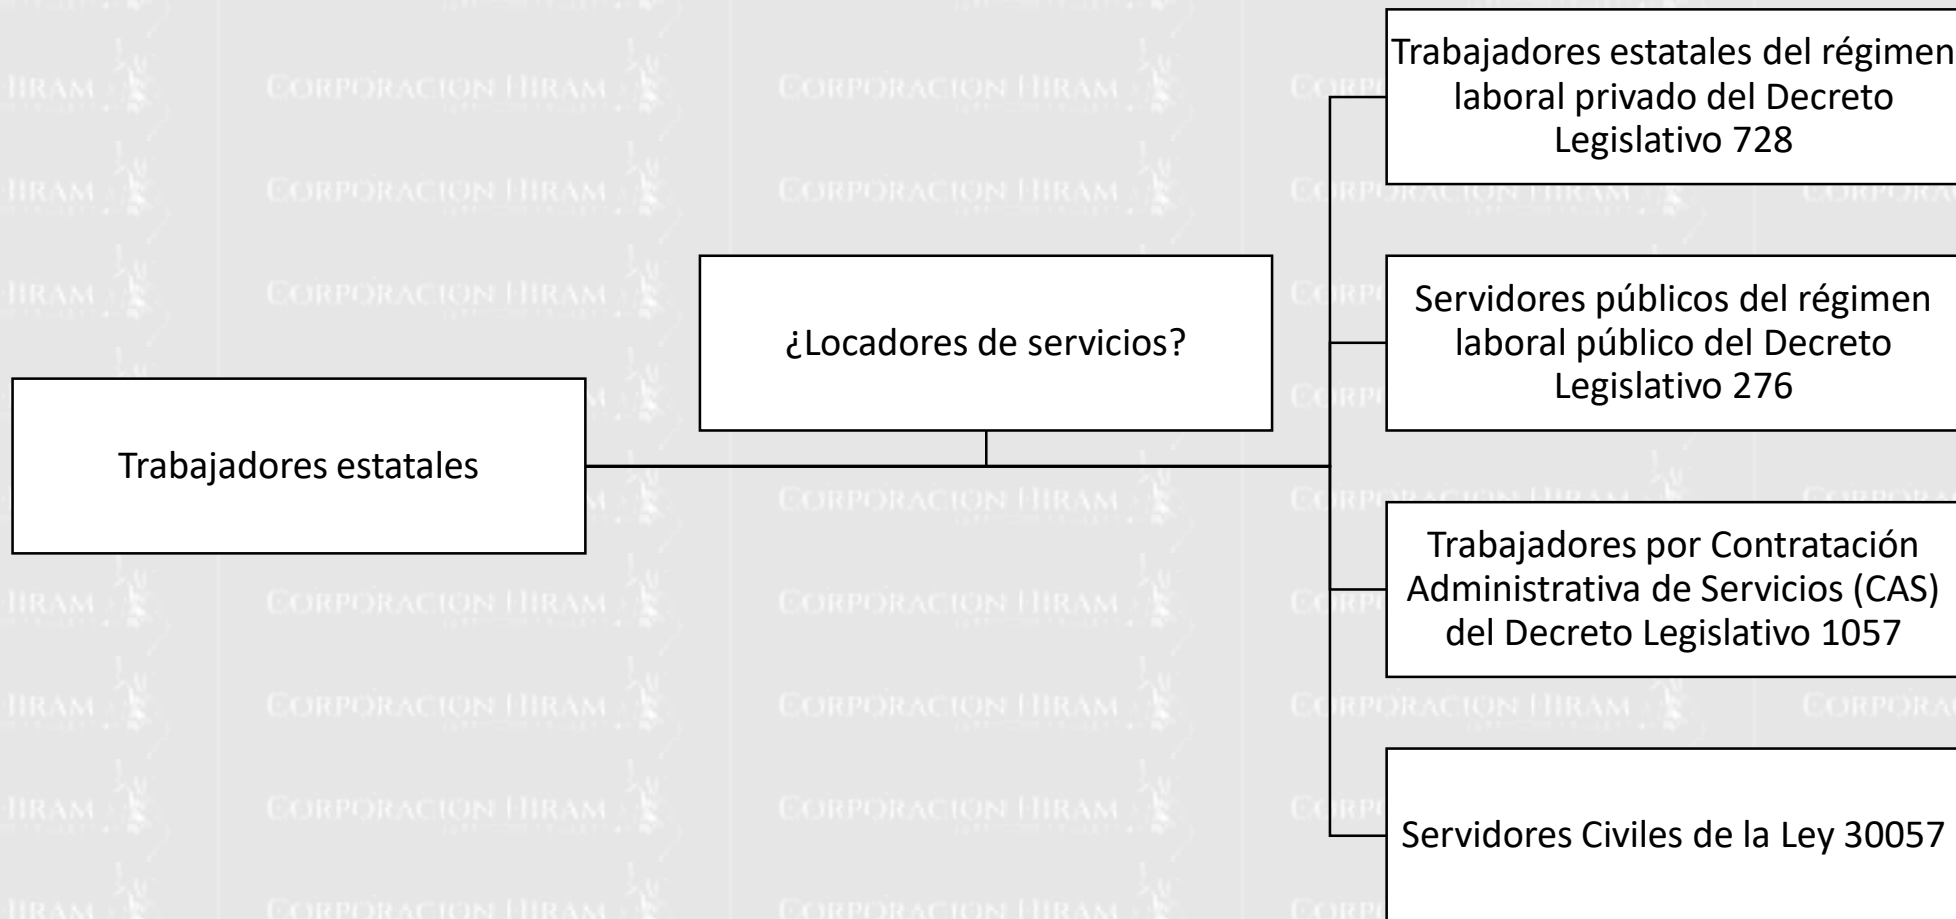 Trabajadores estatales
¿Locadores de servicios?
Trabajadores estatales del régimen
laboral privado del Decreto
Legislativo 728
Servidores públicos del régimen
laboral público del Decreto
Legislativo 276
Trabajadores por Contratación
Administrativa de Servicios (CAS)
del Decreto Legislativo 1057
Servidores Civiles de la Ley 30057
CORPORACION HIRAM